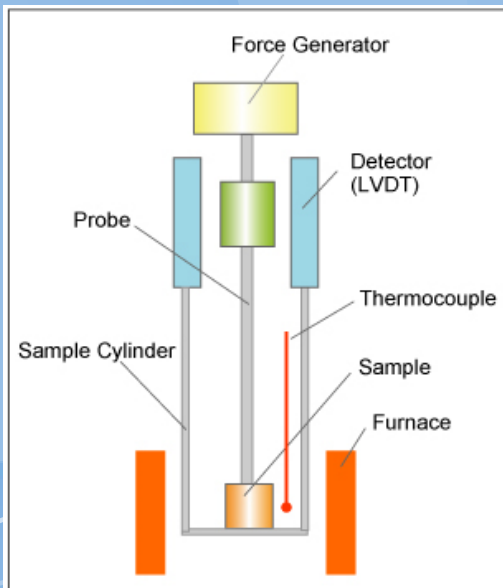 Force Generator
Detector
(LVDT)
Probe
Thermocouple
Sample Cylinder
Sample
Furnace